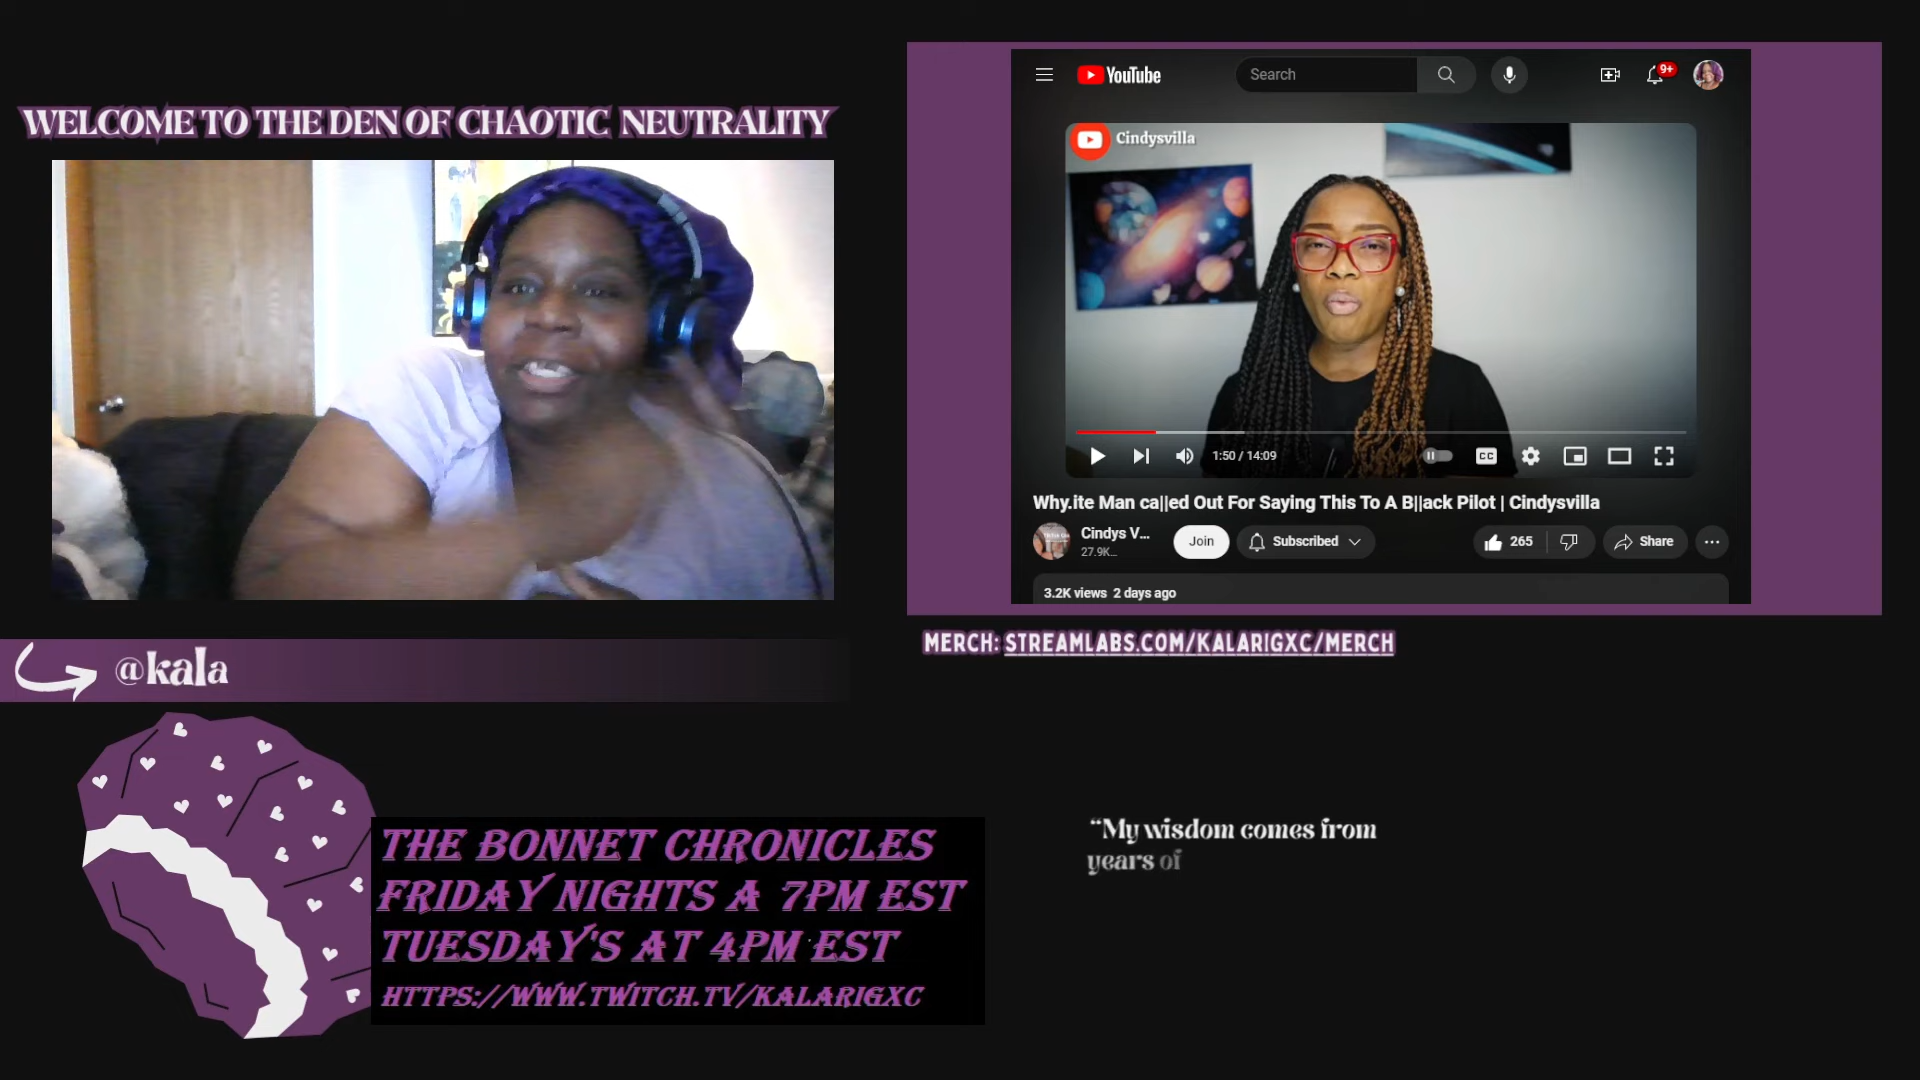 WELCOME TO THE DEN OF CHAOTIC NEUTRALITY
YouTube
Search
9+
Cindysvilla
1:50 / 14:09
CC
Why.ite Man ca||ed Out For Saying This To A B||ack Pilot | Cindysvilla
Cindys V...
27.9K...
Join
Subscribed
265
Share
3.2K views 2 days ago
MERCH: STREAMLABS.COM/KALARIGXC/MERCH
@kala
THE BONNET CHRONICLES
FRIDAY NIGHTS A 7PM EST
TUESDAY'S AT 4PM EST
HTTPS://WWW.TWITCH.TV/KALARIGXC
“My wisdom comes from
years of